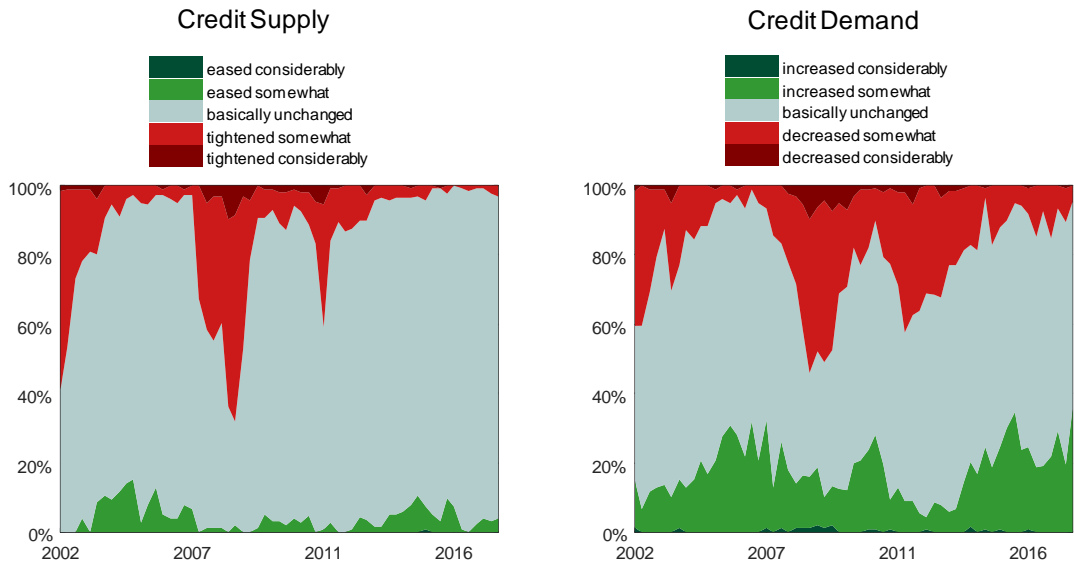 Credit Supply
eased considerably
eased somewhat
basically unchanged
tightened somewhat
tightened considerably
100%
80%
60%
40%
20%
0%
2002 2007 2011 2016
Credit Demand
increased considerably
increased somewhat
basically unchanged
decreased somewhat
decreased considerably
100%
80%
60%
40%
20%
0%
2002 2007 2011 2016